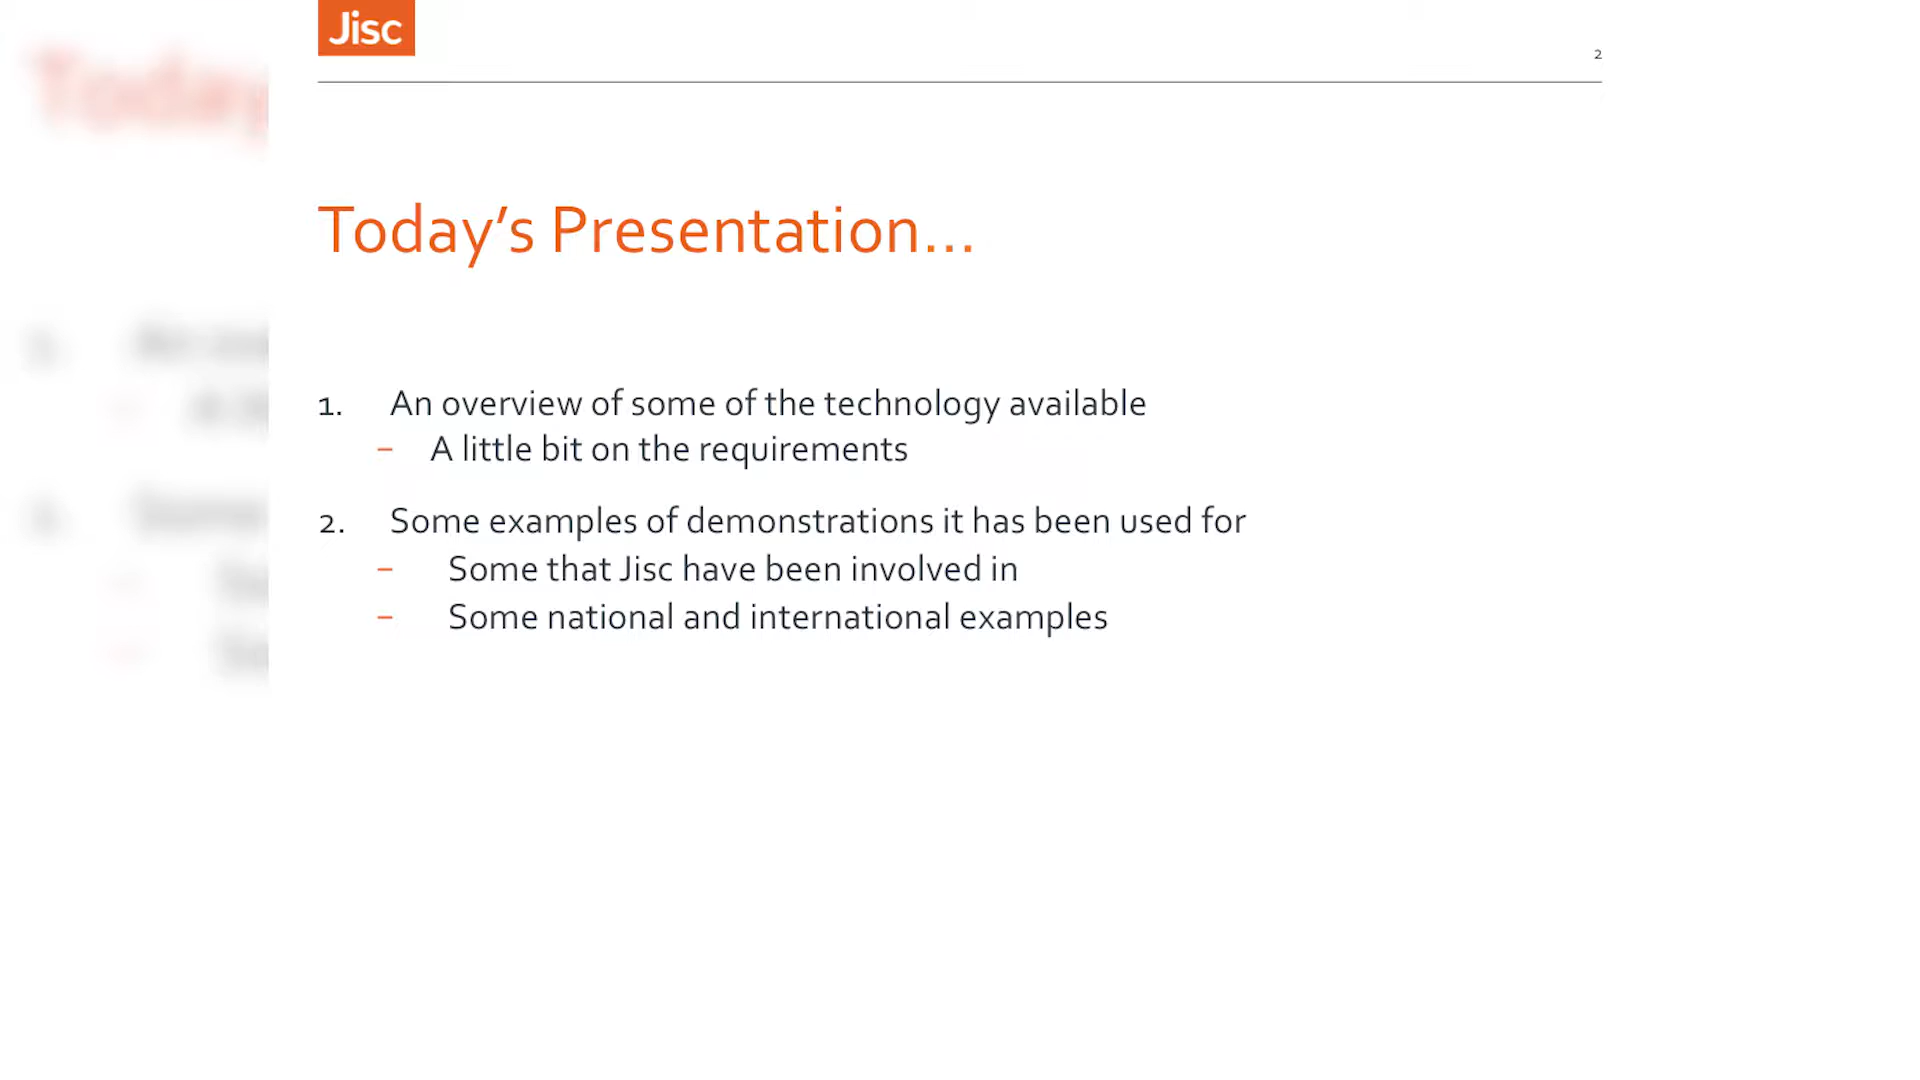 Jisc
2
Today’s Presentation…
1. An overview of some of the technology available
– A little bit on the requirements
2. Some examples of demonstrations it has been used for
– Some that Jisc have been involved in
– Some national and international examples